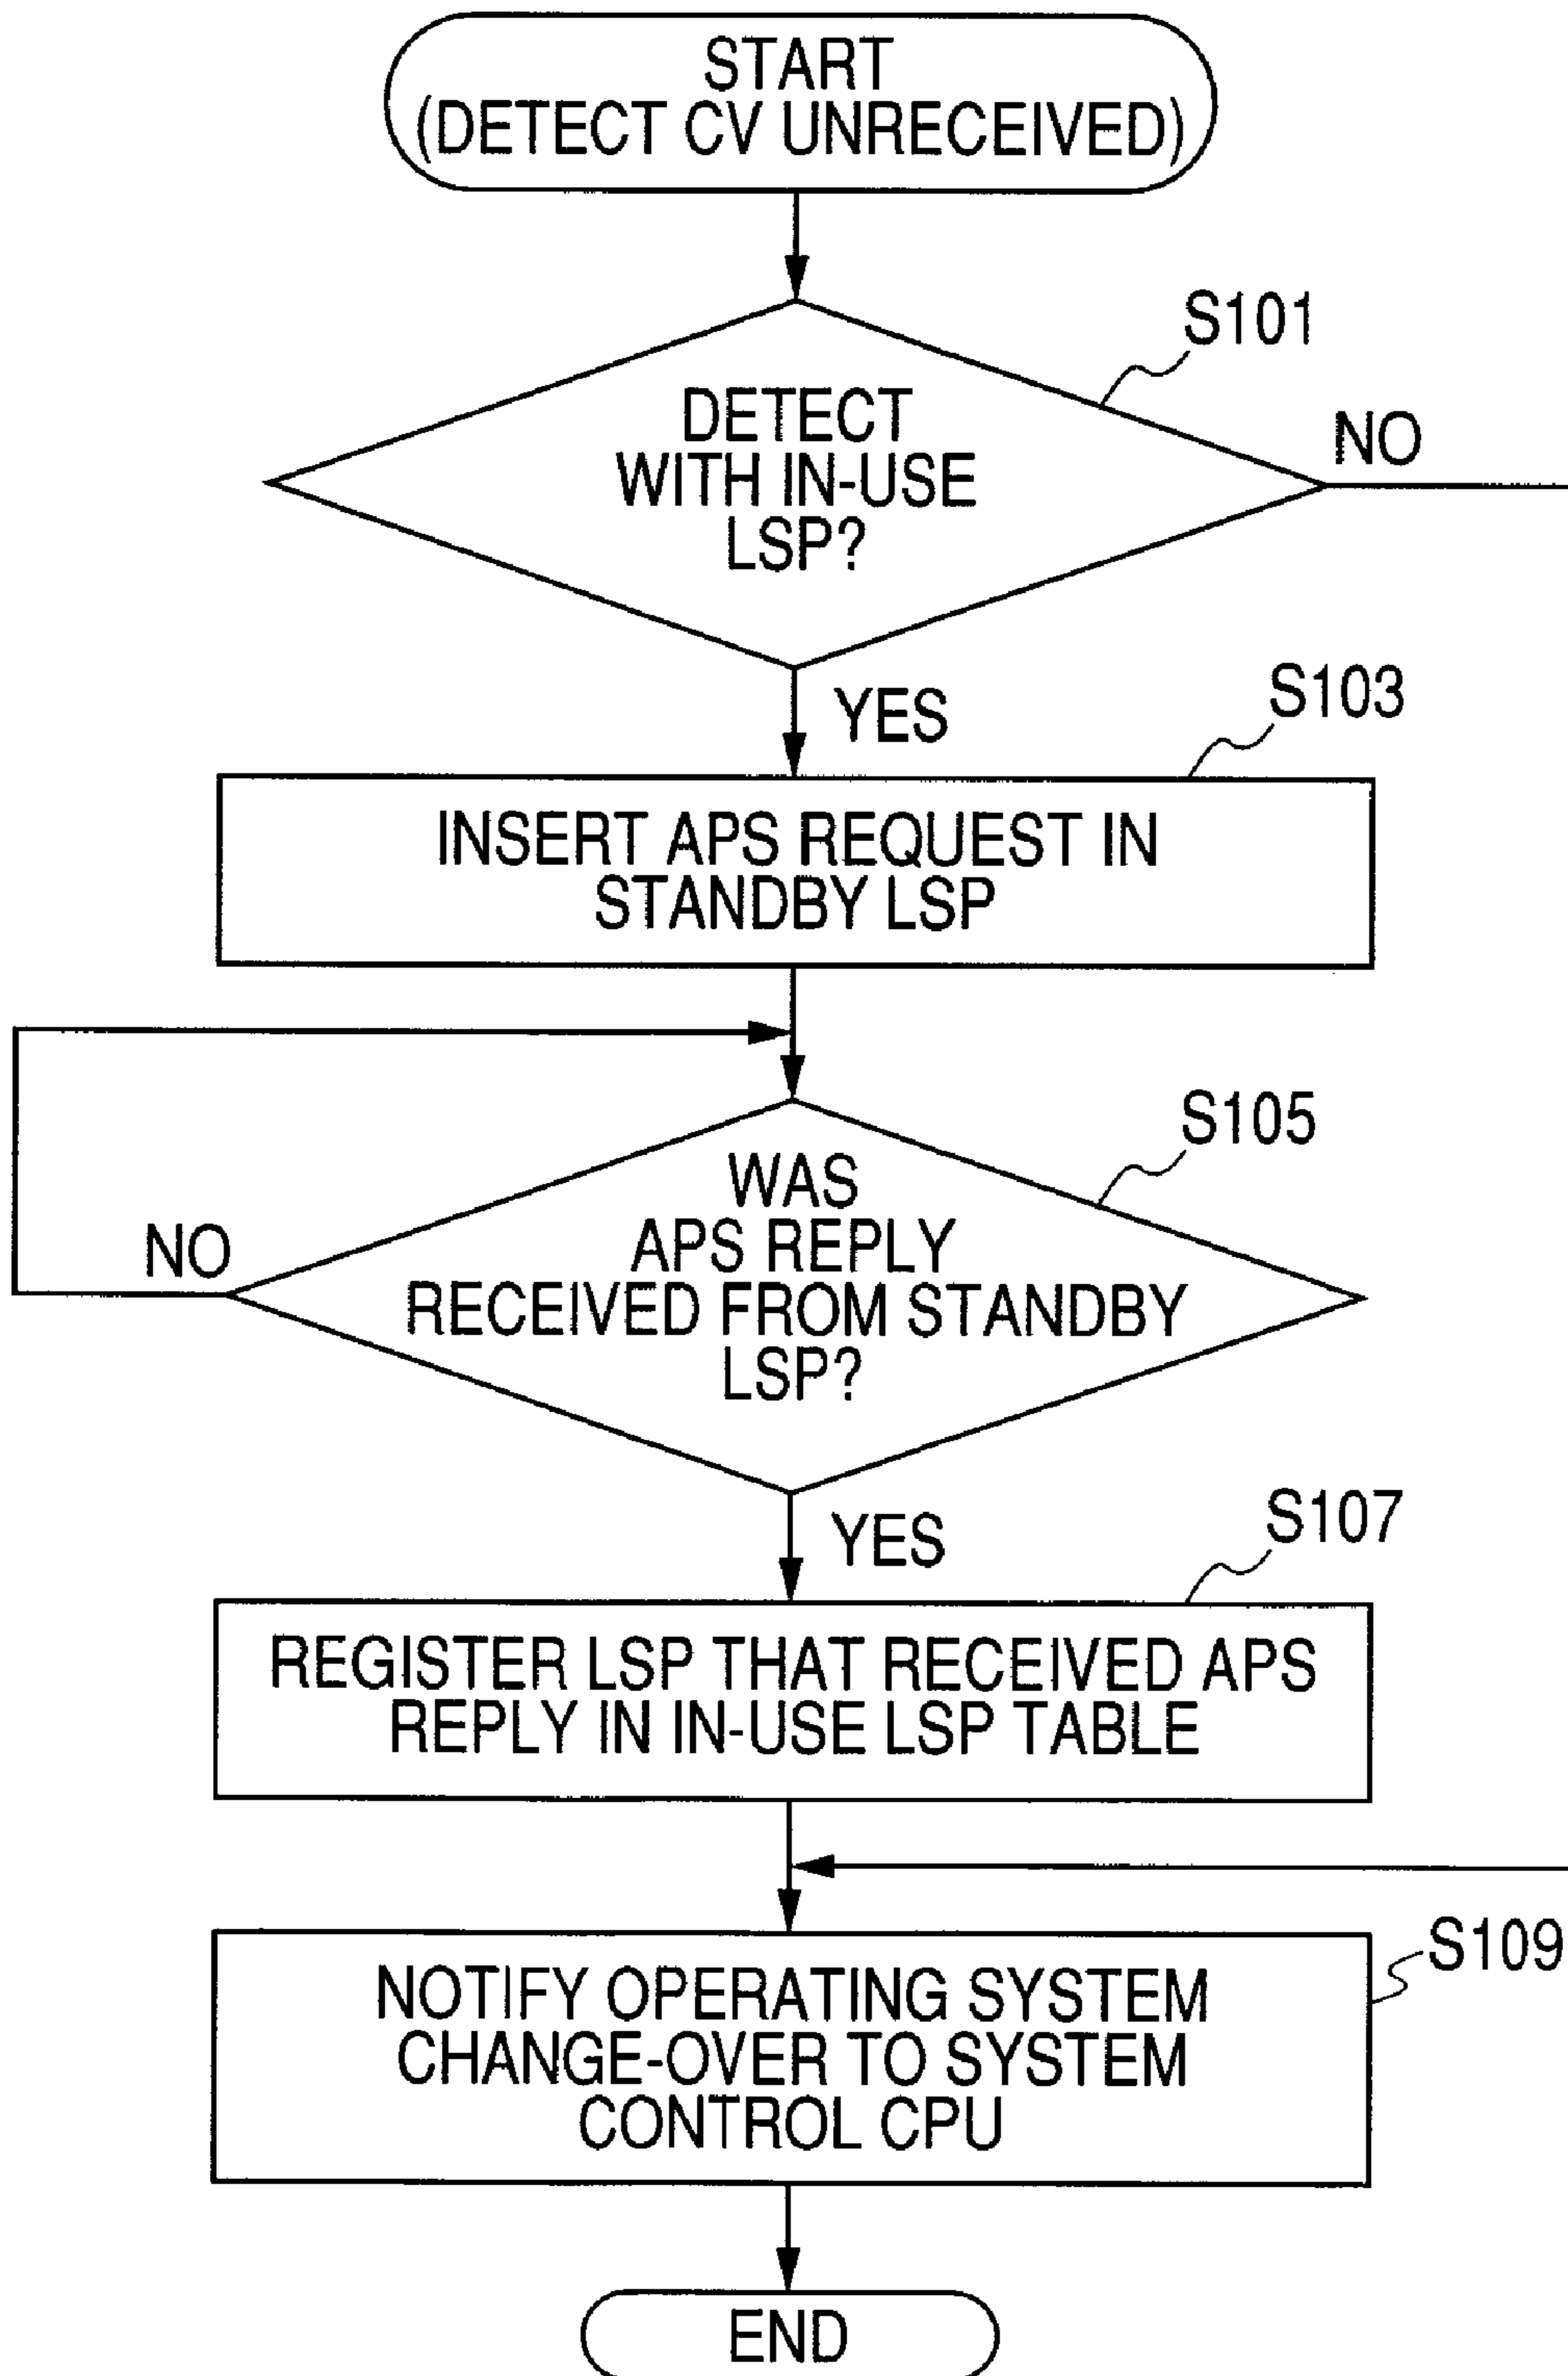 START
(DETECT CV UNRECEIVED)
S101
DETECT
WITH IN-USE
LSP?
NO
YES
S103
INSERT APS REQUEST IN
STANDBY LSP
S105
WAS
APS REPLY
RECEIVED FROM STANDBY
LSP?
NO
YES
S107
REGISTER LSP THAT RECEIVED APS
REPLY IN IN-USE LSP TABLE
S109
NOTIFY OPERATING SYSTEM
CHANGE-OVER TO SYSTEM
CONTROL CPU
END